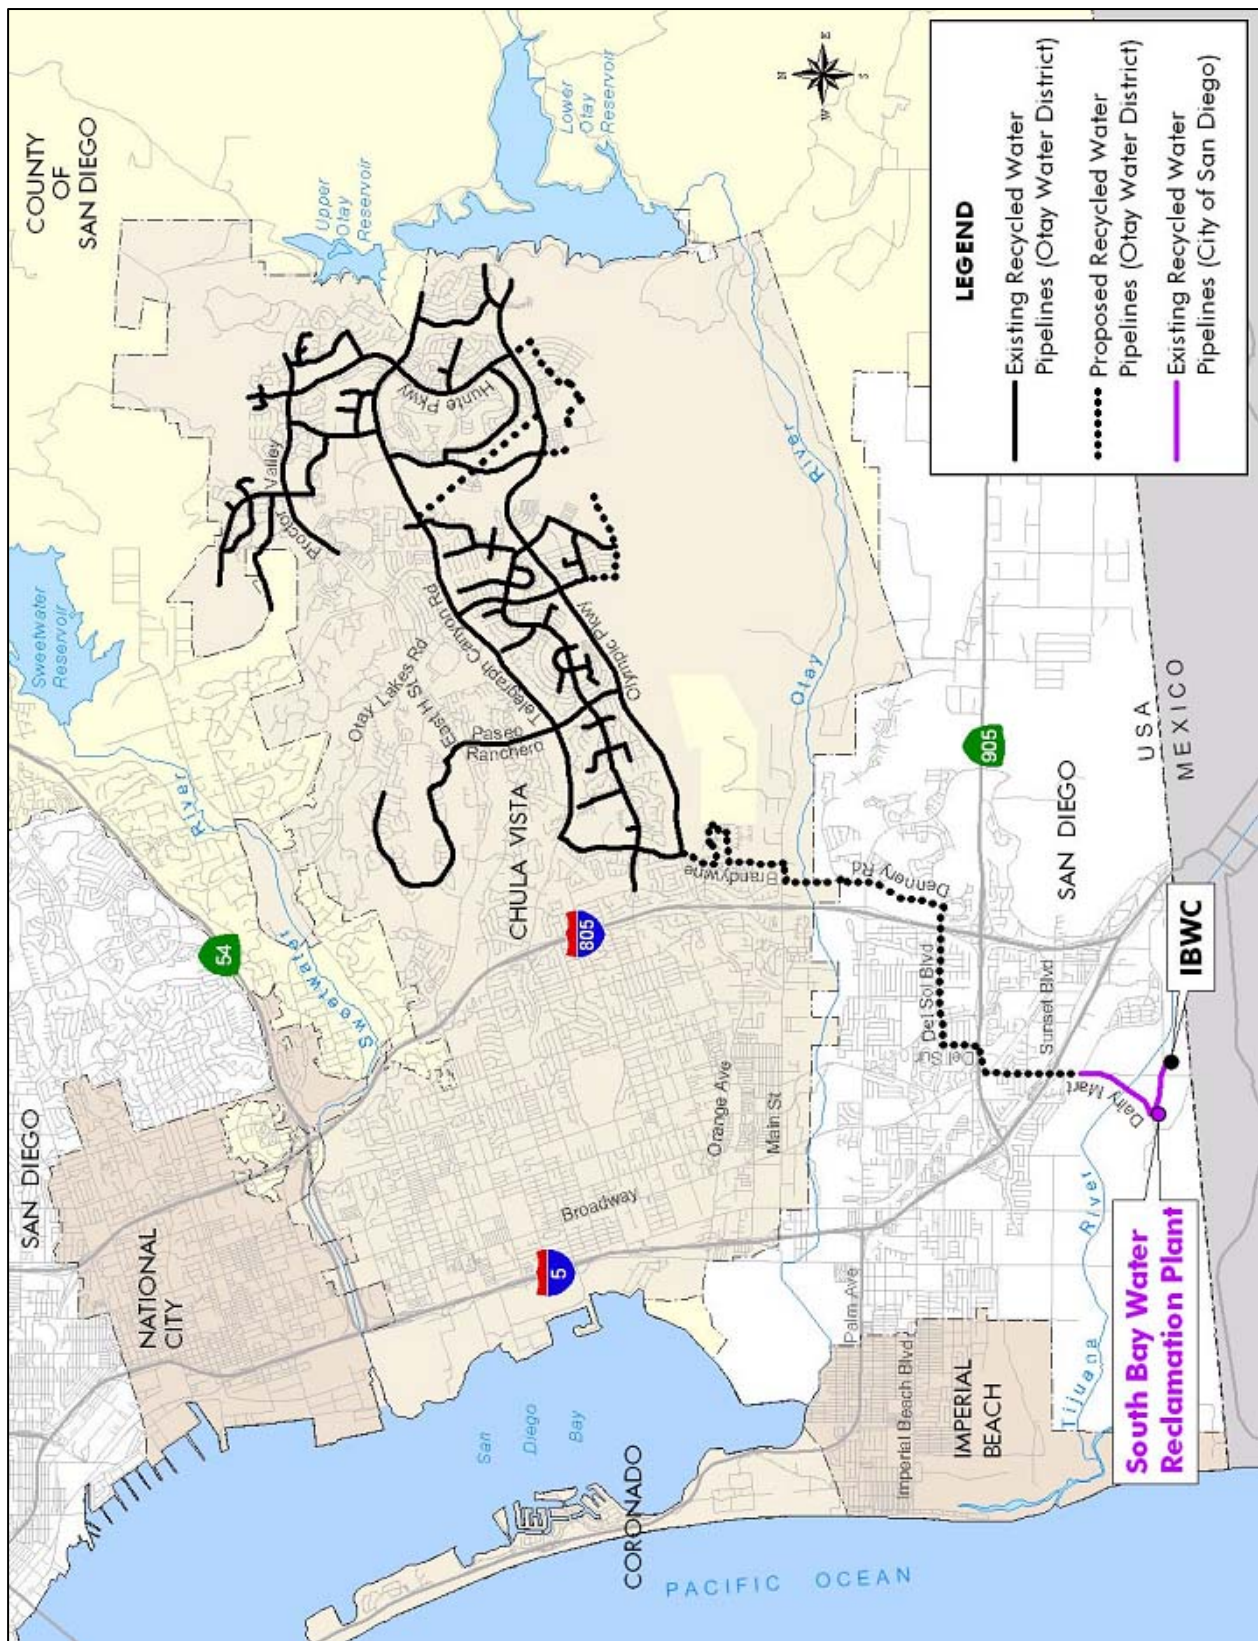 COUNTY
OF
SAN DIEGO
Upper
Otay
Reservoir
Lower
Otay
Reservoir
N
E
S
W
Sweetwater
Reservoir
Proctor
Valley
Hunte Pkwy
Otay Lakes Rd
East H St
Telegraph Canyon Rd
Paseo
Ranchero
Olympic Pkwy
River
Sweetwater
54
SAN DIEGO
NATIONAL
CITY
CHULA VISTA
805
Brandywine
Otay
River
Dennery Rd
Orange Ave
Main St
Broadway
5
San
Diego
Bay
CORONADO
PACIFIC OCEAN
Palm Ave
Imperial Beach Blvd
IMPERIAL
BEACH
Del Sol Blvd
Del Sur
Sunset Blvd
905
SAN DIEGO
USA
MEXICO
Dairy Mart
Tijuana
River
IBWC
South Bay Water
Reclamation Plant
LEGEND
Existing Recycled Water
Pipelines (Otay Water District)
Proposed Recycled Water
Pipelines (Otay Water District)
Existing Recycled Water
Pipelines (City of San Diego)